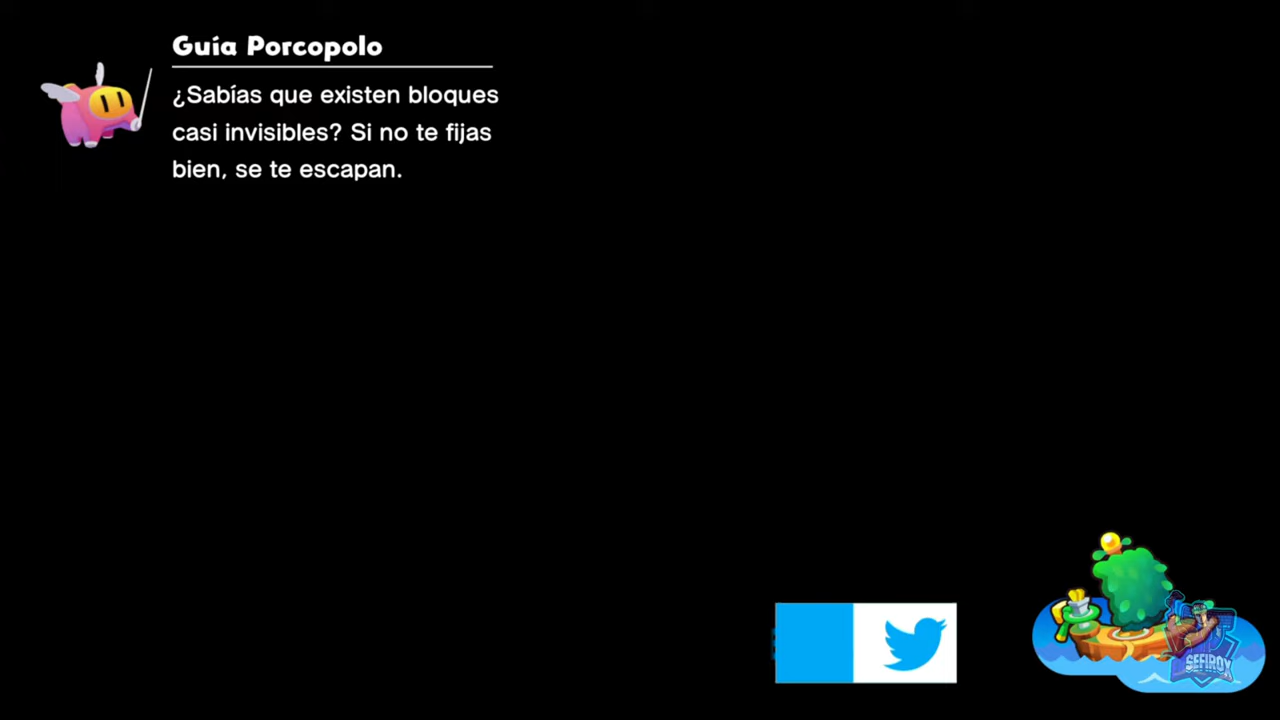 Guía Porcopolo
¿Sabías que existen bloques
casi invisibles? Si no te fijas
bien, se te escapan.
SEFIROX